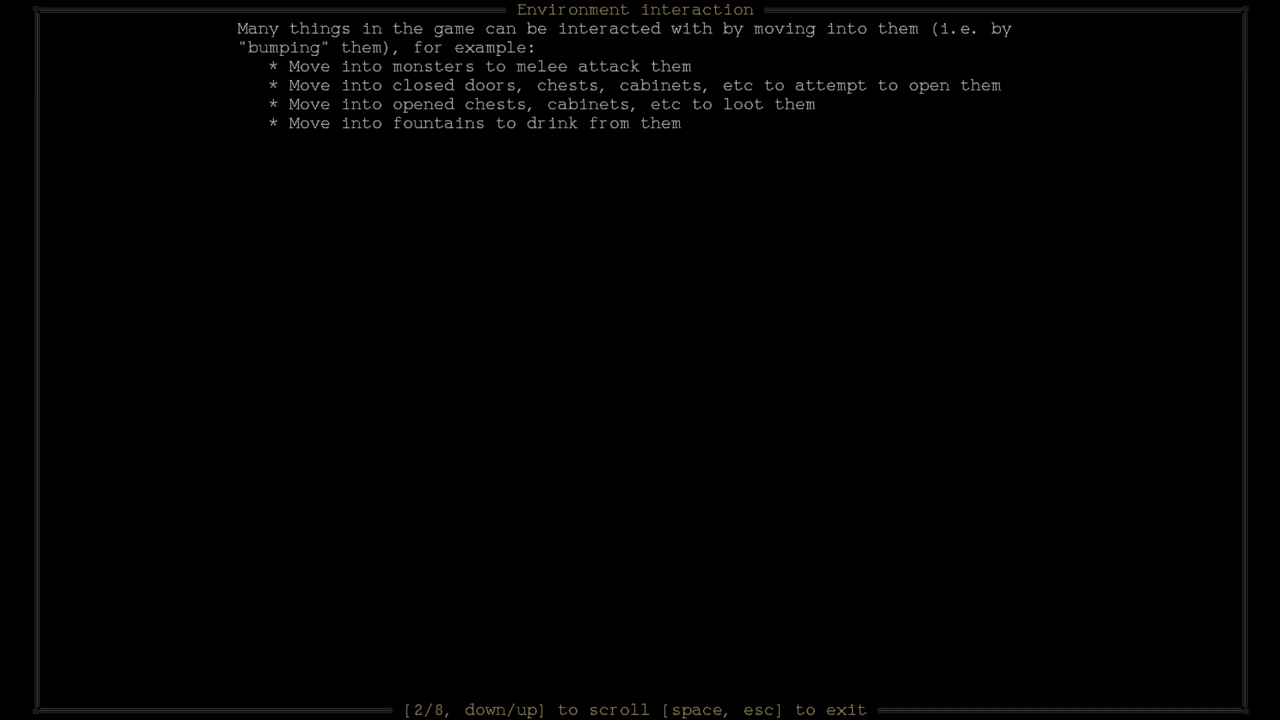 Environment interaction
Many things in the game can be interacted with by moving into them (i.e. by
"bumping" them), for example:
* Move into monsters to melee attack them
* Move into closed doors, chests, cabinets, etc to attempt to open them
* Move into opened chests, cabinets, etc to loot them
* Move into fountains to drink from them
[2/8, down/up] to scroll [space, esc] to exit